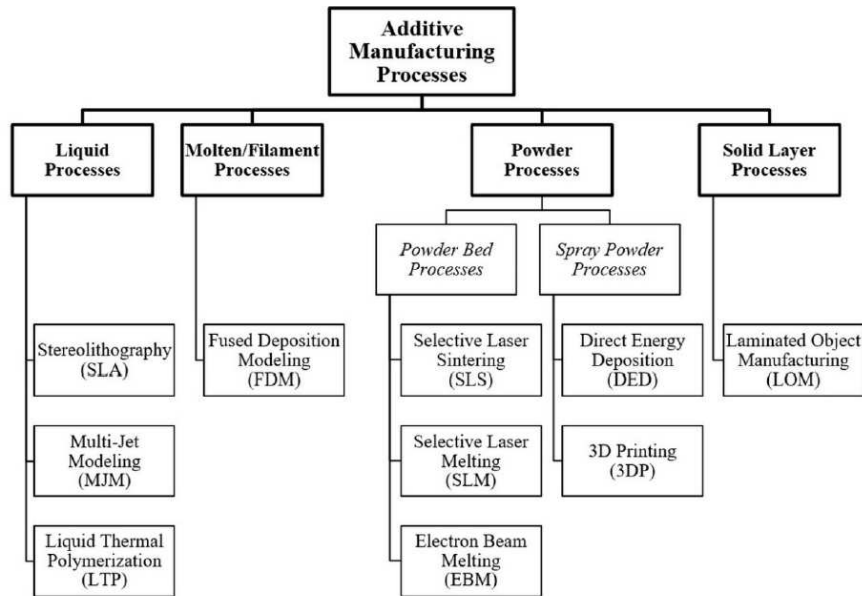 Additive
Manufacturing
Processes
Liquid
Processes
Molten/Filament
Processes
Powder
Processes
Solid Layer
Processes
Powder Bed
Processes
Spray Powder
Processes
Stereolithography
(SLA)
Fused Deposition
Modeling
(FDM)
Selective Laser
Sintering
(SLS)
Direct Energy
Deposition
(DED)
Laminated Object
Manufacturing
(LOM)
Multi-Jet
Modeling
(MJM)
Selective Laser
Melting
(SLM)
3D Printing
(3DP)
Liquid Thermal
Polymerization
(LTP)
Electron Beam
Melting
(EBM)